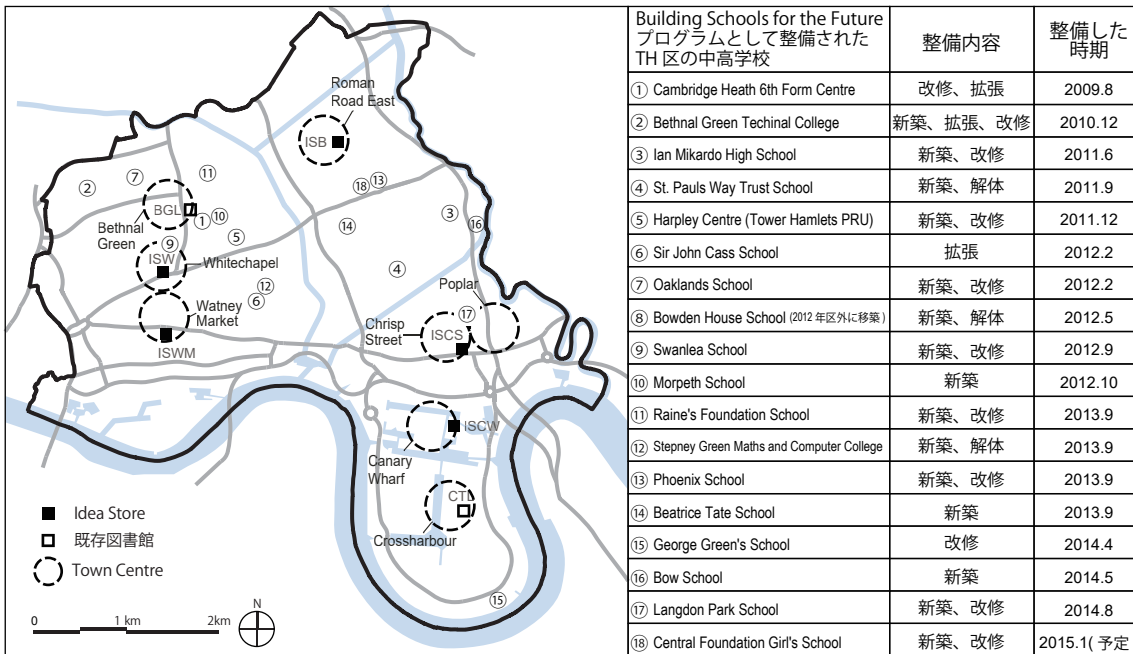 Roman
Road East
ISB
⑪
⑦
②
⑱
⑬
BGL
①
⑩
③
⑯
⑭
Bethnal
Green
⑤
⑨
ISW
Whitechapel
④
⑫
⑥
Poplar
Watney
Market
⑰
Chrisp
Street
ISCS
ISWM
ISCW
Canary
Wharf
CTL
Crossharbour
⑮
Idea Store
既存図書館
Town Centre
0 1 km 2km
N
Building Schools for the Future
プログラムとして整備された
TH 区の中高学校
整備内容
整備した
時期
① Cambridge Heath 6th Form Centre 改修、拡張 2009.8
② Bethnal Green Techinal College 新築、拡張、改修 2010.12
③ Ian Mikardo High School 新築、改修 2011.6
④ St. Pauls Way Trust School 新築、解体 2011.9
⑤ Harpley Centre (Tower Hamlets PRU) 新築、改修 2011.12
⑥ Sir John Cass School 拡張 2012.2
⑦ Oaklands School 新築、改修 2012.2
⑧ Bowden House School (2012 年区外に移築) 新築、解体 2012.5
⑨ Swanlea School 新築、改修 2012.9
⑩ Morpeth School 新築 2012.10
⑪ Raine's Foundation School 新築、改修 2013.9
⑫ Stepney Green Maths and Computer College 新築、解体 2013.9
⑬ Phoenix School 新築、改修 2013.9
⑭ Beatrice Tate School 新築 2013.9
⑮ George Green's School 改修 2014.4
⑯ Bow School 新築 2014.5
⑰ Langdon Park School 新築、改修 2014.8
⑱ Central Foundation Girl's School 新築、改修 2015.1( 予定